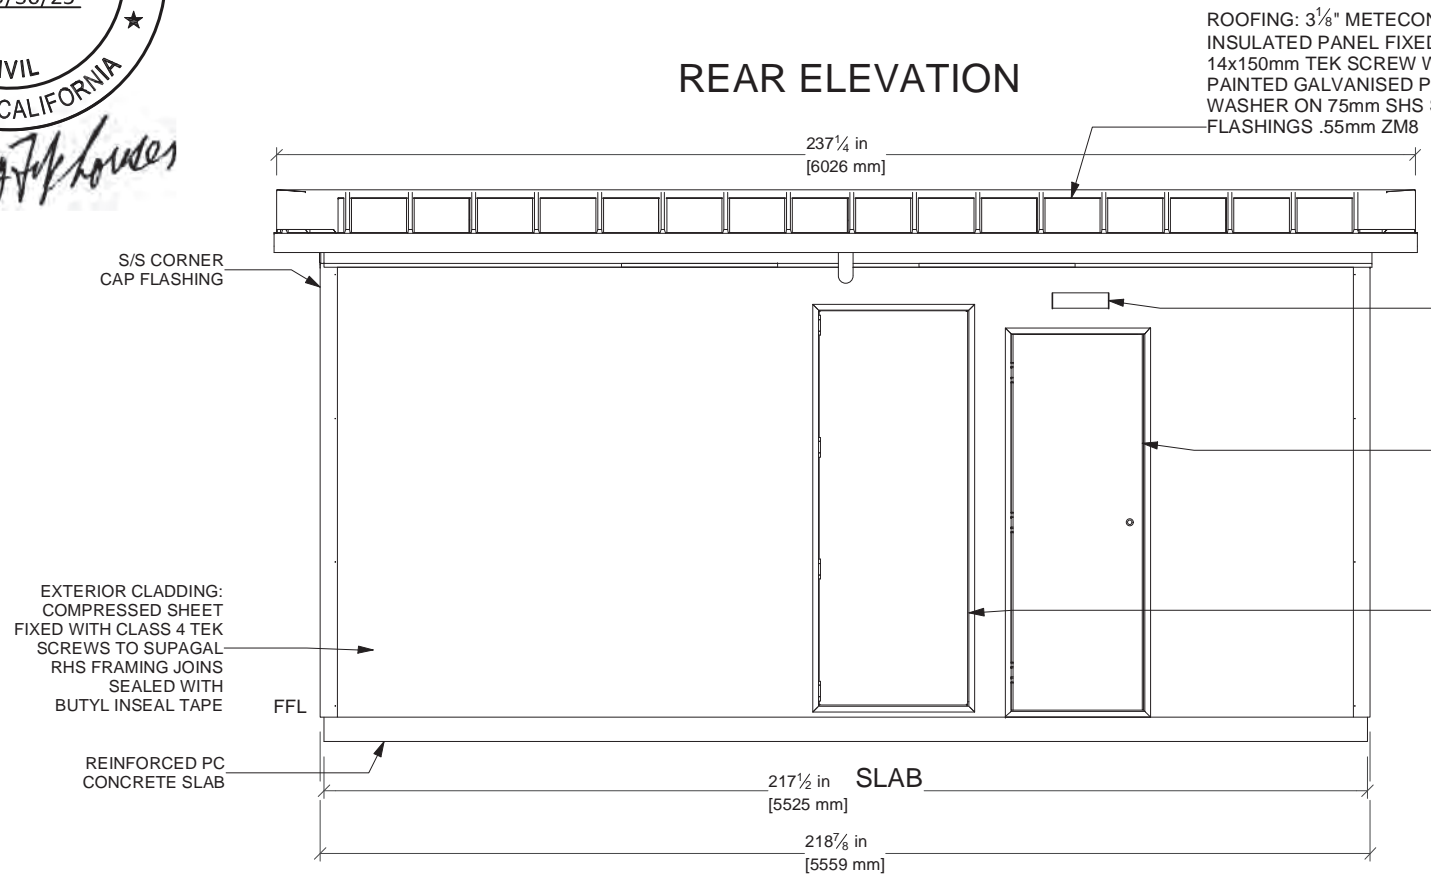 IVIL
CALIFORNIA
REAR ELEVATION
ROOFING: 3⅛" METECON
INSULATED PANEL FIXED
14x150mm TEK SCREW W
PAINTED GALVANISED P
WASHER ON 75mm SHS
FLASHINGS .55mm ZM8
237¼ in
[6026 mm]
S/S CORNER
CAP FLASHING
EXTERIOR CLADDING:
COMPRESSED SHEET
FIXED WITH CLASS 4 TEK
SCREWS TO SUPAGAL
RHS FRAMING JOINS
SEALED WITH
BUTYL INSEAL TAPE
FFL
REINFORCED PC
CONCRETE SLAB
217½ in SLAB
[5525 mm]
218⅞ in
[5559 mm]